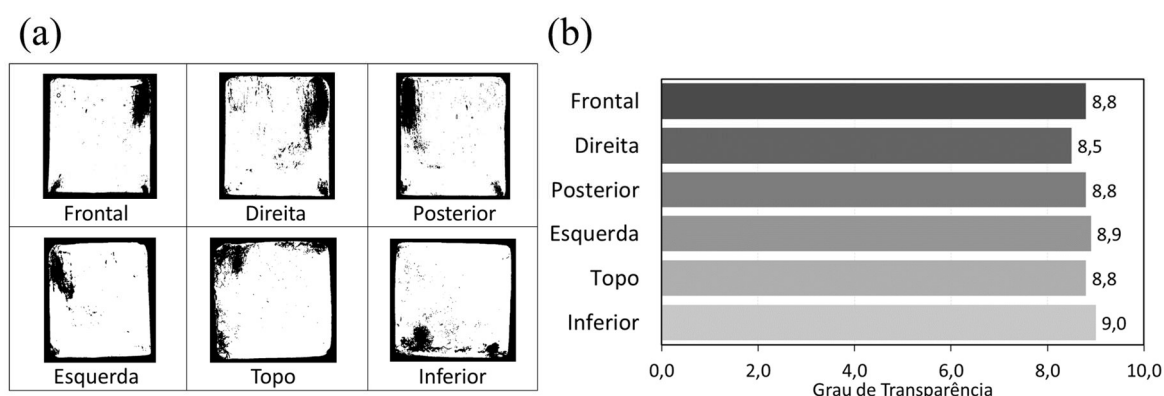 (a)
Frontal Direita Posterior
Esquerda Topo Inferior
(b)
Frontal 8,8
Direita 8,5
Posterior 8,8
Esquerda 8,9
Topo 8,8
Inferior 9,0
0,0 2,0 4,0 6,0 8,0 10,0
Grau de Transparência